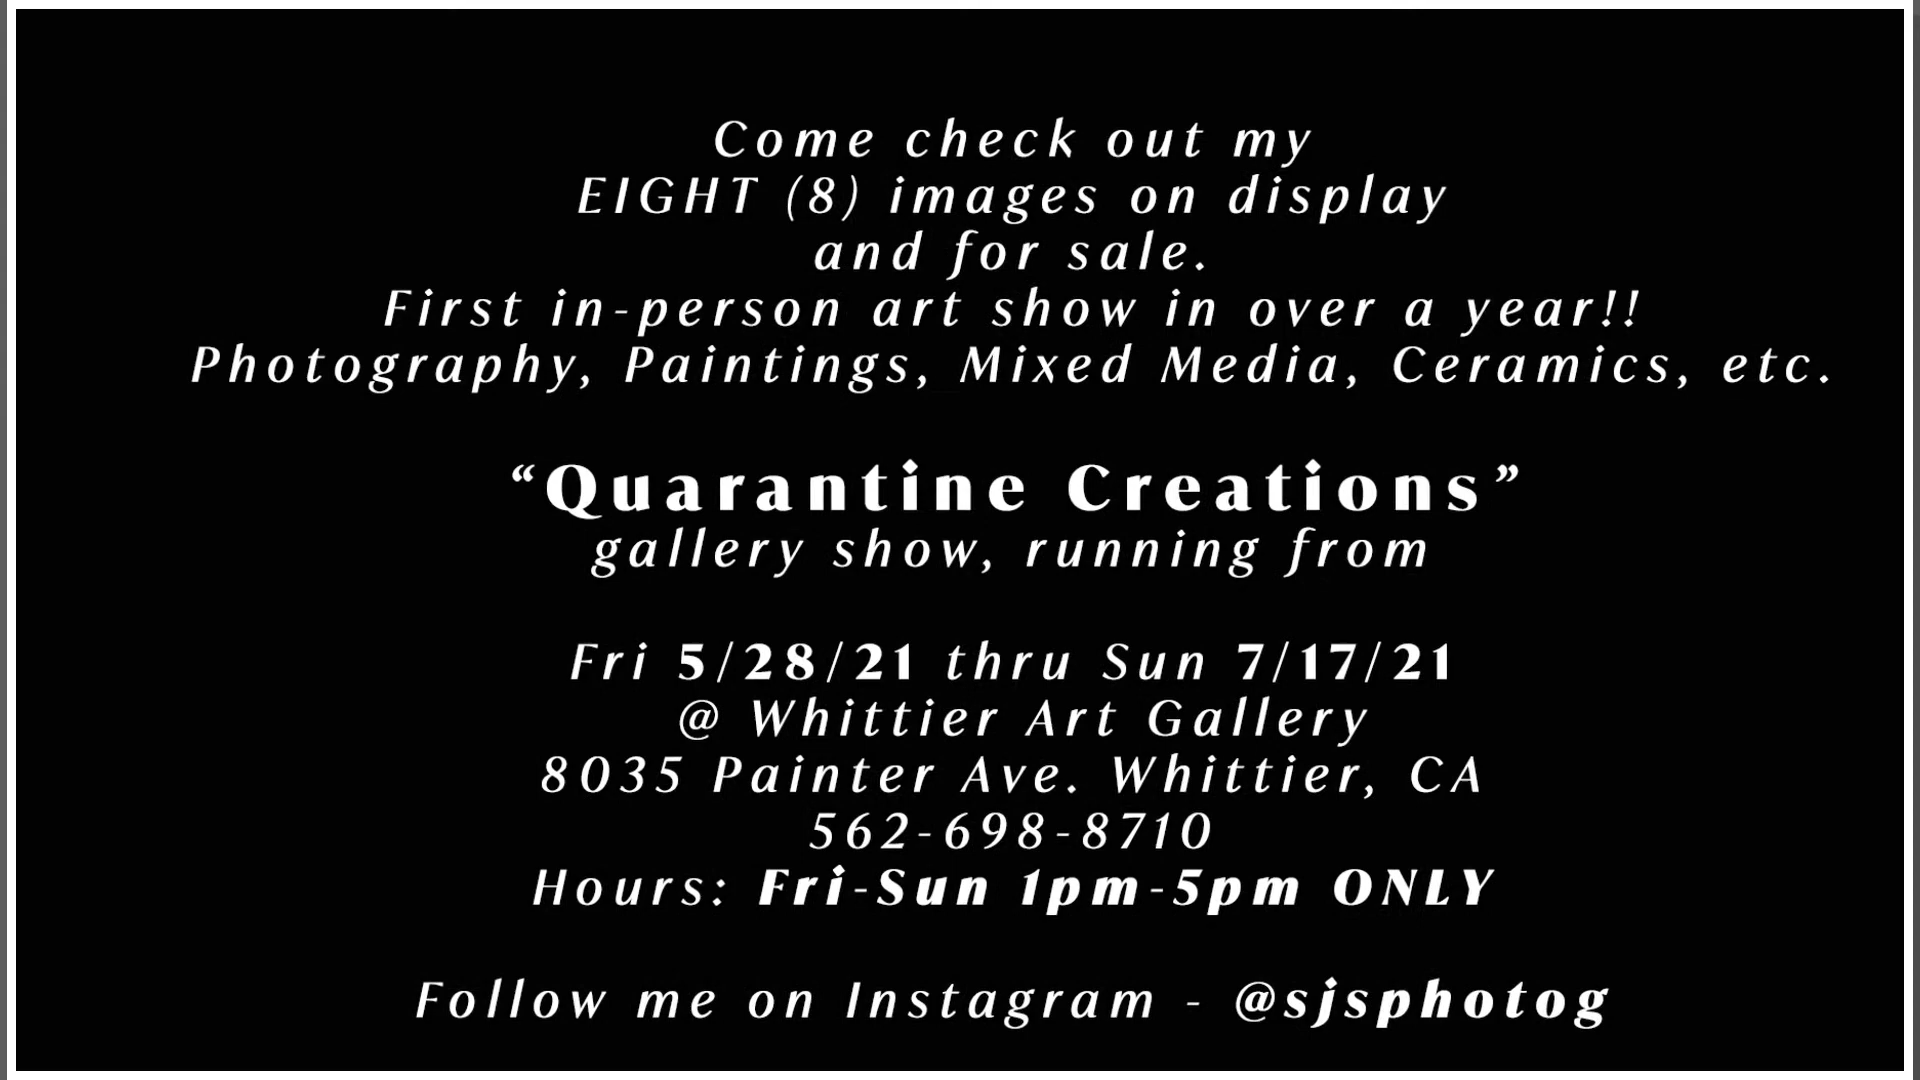 Come check out my
EIGHT (8) images on display
and for sale.
First in-person art show in over a year!!
Photography, Paintings, Mixed Media, Ceramics, etc.
“Quarantine Creations”
gallery show, running from
Fri 5/28/21 thru Sun 7/17/21
@ Whittier Art Gallery
8035 Painter Ave. Whittier, CA
562-698-8710
Hours: Fri-Sun 1pm-5pm ONLY
Follow me on Instagram - @sjsphotog